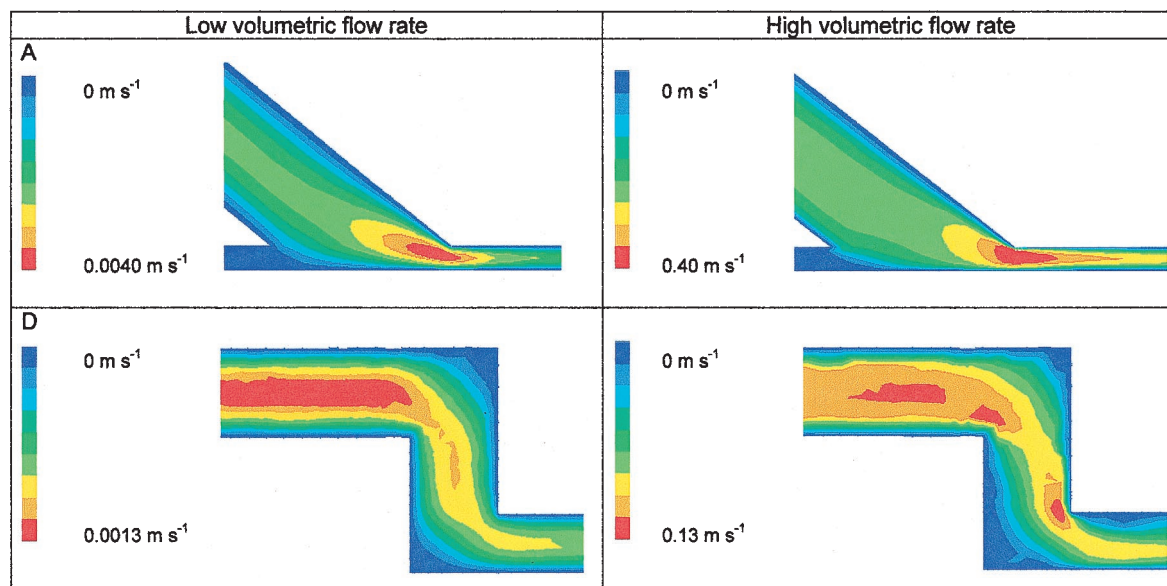 Low volumetric flow rate
High volumetric flow rate
A
0 m s⁻¹
0.0040 m s⁻¹
0 m s⁻¹
0.40 m s⁻¹
D
0 m s⁻¹
0.0013 m s⁻¹
0 m s⁻¹
0.13 m s⁻¹